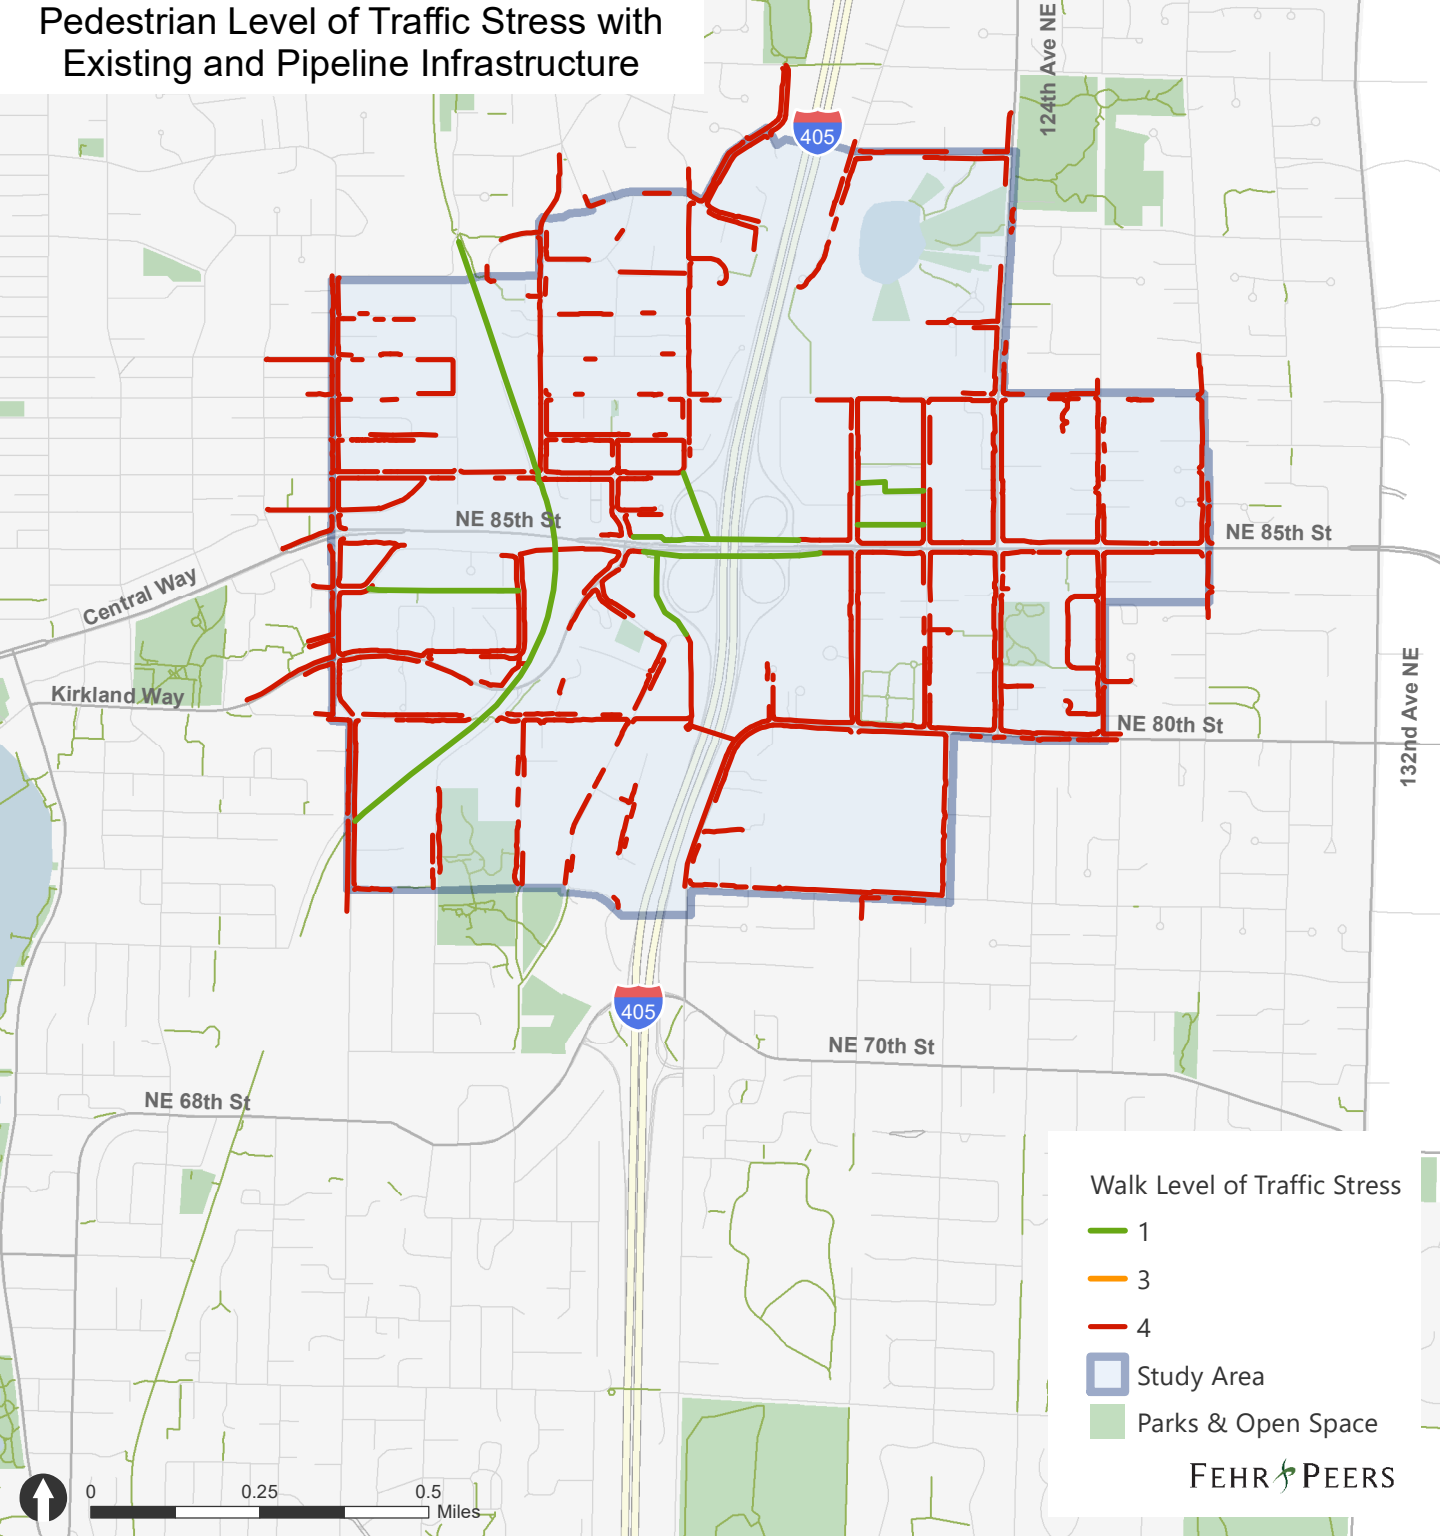 Pedestrian Level of Traffic Stress with
Existing and Pipeline Infrastructure
124th Ave NE
405
NE 85th St
NE 85th St
Central Way
Kirkland Way
132nd Ave NE
NE 80th St
405
NE 70th St
NE 68th St
Walk Level of Traffic Stress
1
3
4
Study Area
Parks & Open Space
FEHR PEERS
0 0.25 0.5
Miles